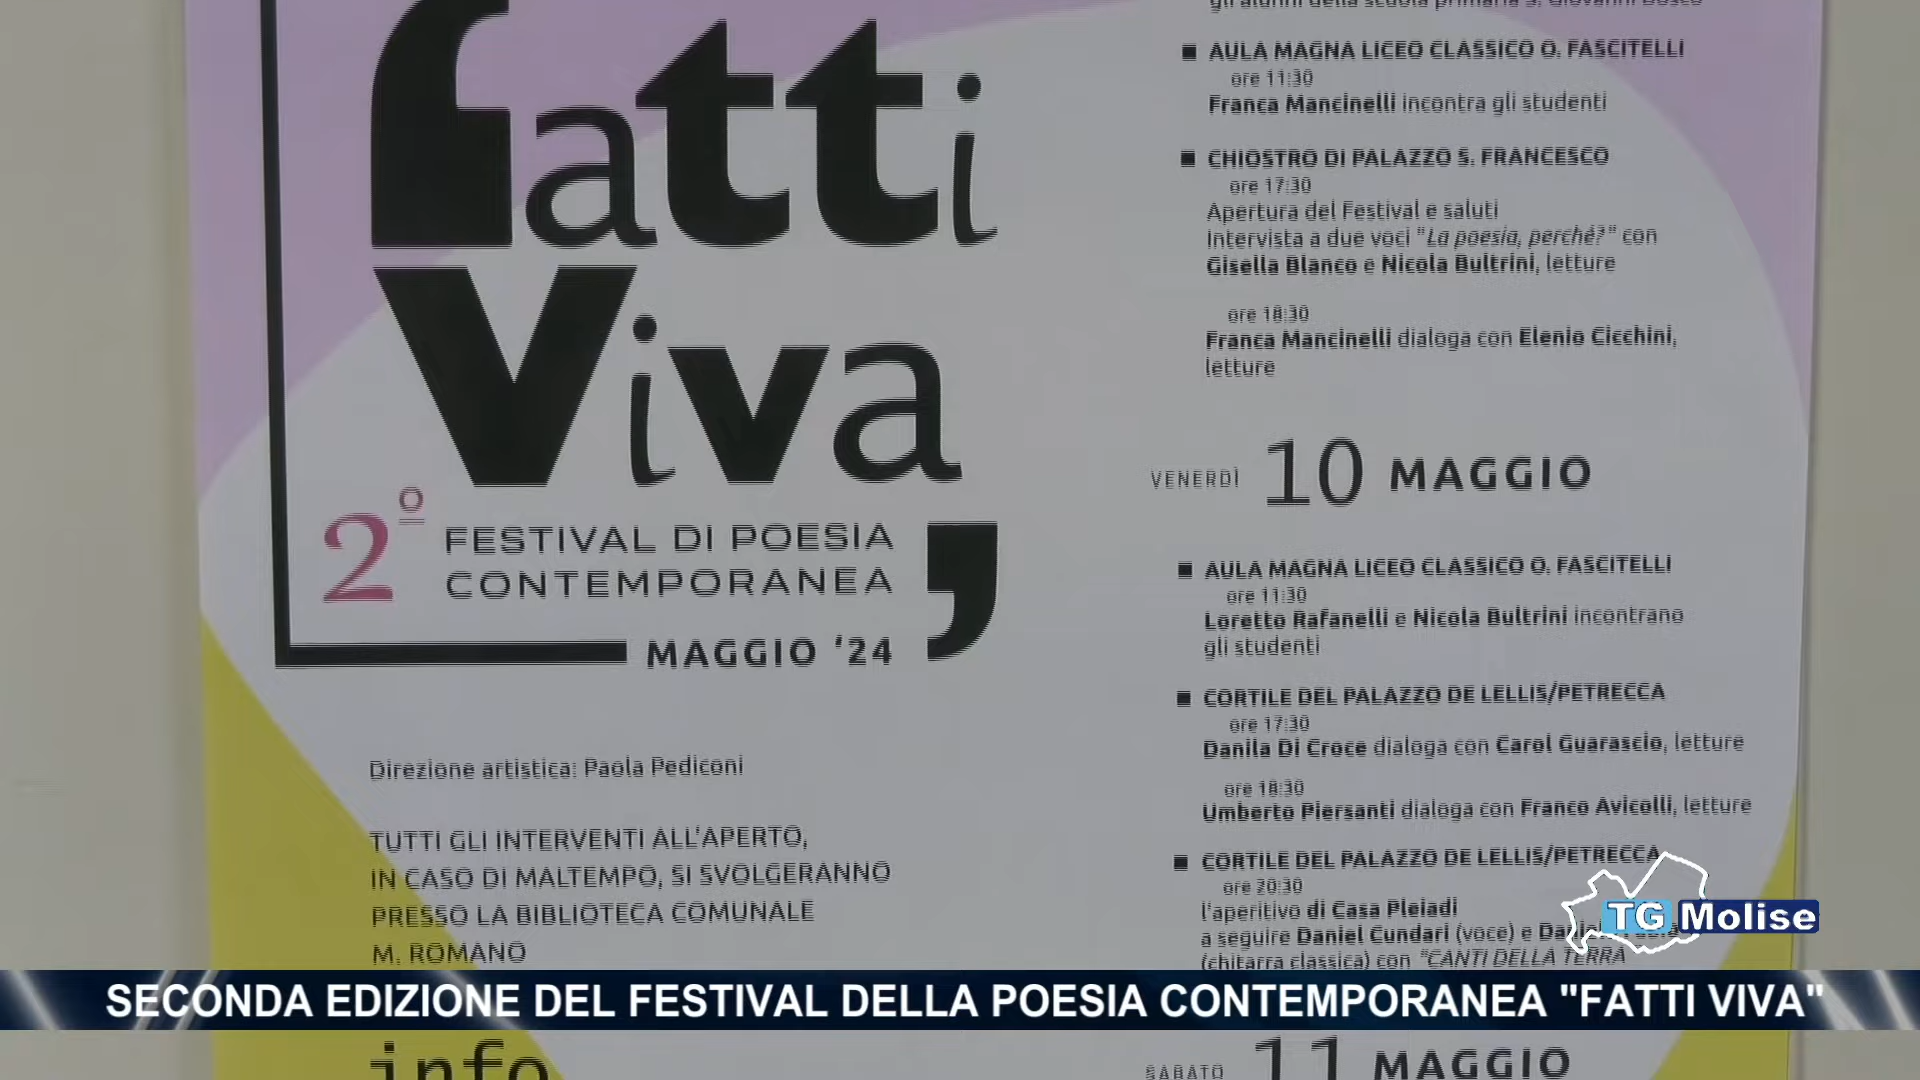 Fatti
Viva
2º FESTIVAL DI POESIA
CONTEMPORANEA
MAGGIO '24
Direzione artistica: Paola Pediconi
TUTTI GLI INTERVENTI ALL'APERTO,
IN CASO DI MALTEMPO, SI SVOLGERANNO
PRESSO LA BIBLIOTECA COMUNALE
M. ROMANO
info
gli alunni della scuola primaria S. Giovanni Bosco
■ AULA MAGNA LICEO CLASSICO O. FASCITELLI
ore 11:30
Franca Mancinelli incontra gli studenti
■ CHIOSTRO DI PALAZZO S. FRANCESCO
ore 17:30
Apertura del Festival e saluti
Intervista a due voci "La poesia, perché?" con
Gisella Blanco e Nicola Bultrini, letture
ore 18:30
Franca Mancinelli dialoga con Elenio Cicchini,
letture
VENERDÌ 10 MAGGIO
■ AULA MAGNA LICEO CLASSICO O. FASCITELLI
ore 11:30
Loretto Rafanelli e Nicola Bultrini incontrano
gli studenti
■ CORTILE DEL PALAZZO DE LELLIS/PETRECCA
ore 17:30
Danila Di Croce dialoga con Carol Guarascio, letture
ore 18:30
Umberto Piersanti dialoga con Franco Avicolli, letture
■ CORTILE DEL PALAZZO DE LELLIS/PETRECCA
ore 20:30
l'aperitivo di Casa Pleiadi
a seguire Daniel Cundari (voce) e
(chitarra classica) con "CANTI DELLA TERRA
SABATO 11 MAGGIO
TG Molise
SECONDA EDIZIONE DEL FESTIVAL DELLA POESIA CONTEMPORANEA "FATTI VIVA"